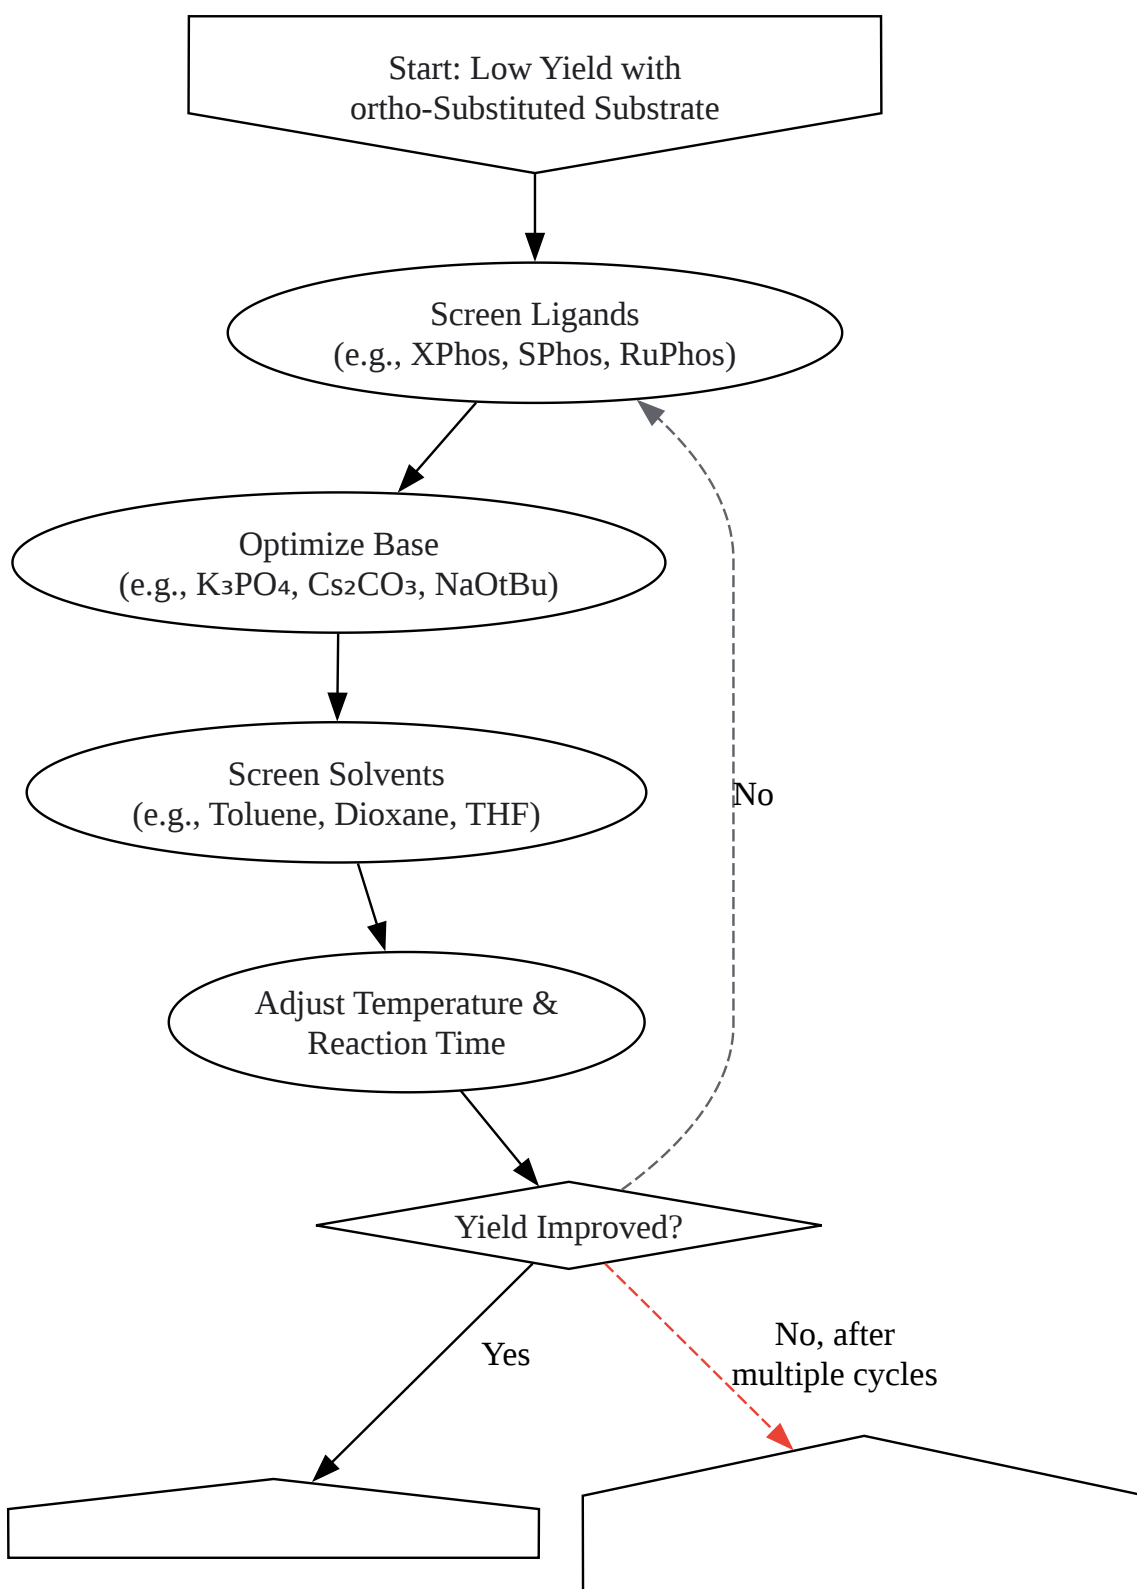 Start: Low Yield with
ortho-Substituted Substrate
Screen Ligands
(e.g., XPhos, SPhos, RuPhos)
Optimize Base
(e.g., K₃PO₄, Cs₂CO₃, NaOtBu)
Screen Solvents
(e.g., Toluene, Dioxane, THF)
No
Adjust Temperature &
Reaction Time
Yield Improved?
Yes
No, after
multiple cycles